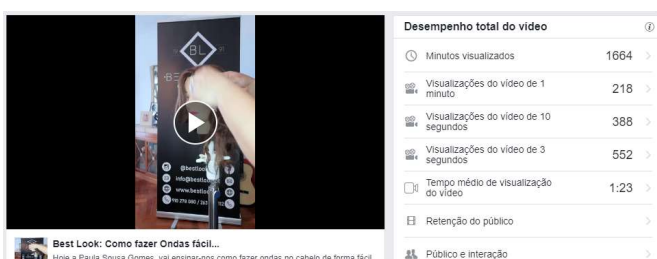 BL
@bestlook
info@bestloo
www.bestloo
Desempenho total do vídeo
Minutos visualizados 1664
Visualizações do vídeo de 1
minuto 218
Visualizações do vídeo de 10
segundos 388
Visualizações do vídeo de 3
segundos 552
Tempo médio de visualização
do vídeo 1:23
Retenção do público
Público e interação
Best Look: Como fazer Ondas fácil...
Hoje a Paula Sousa Gomes, vai ensinar-nos como fazer ondas no cabelo de forma fácil